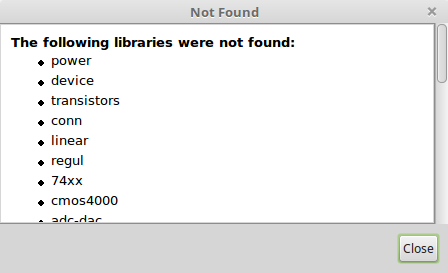 Not Found
The following libraries were not found:
power
device
transistors
conn
linear
regul
74xx
cmos4000
adc-dac
Close